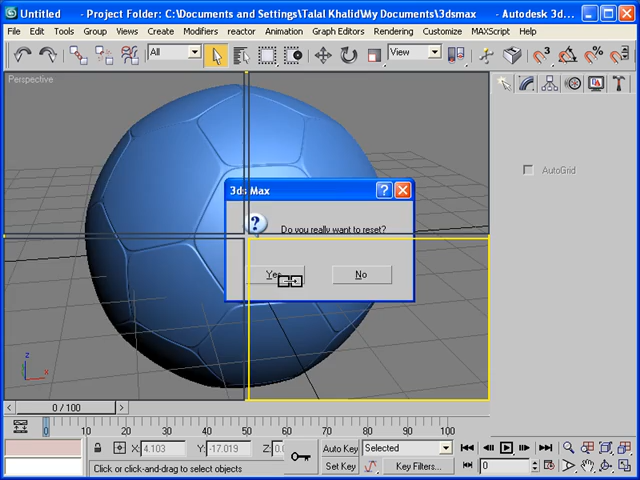 Untitled - Project Folder: C:\Documents and Settings\Talal Khalid\My Documents\3dsmax - Autodesk 3d...
File Edit Tools Group Views Create Modifiers reactor Animation Graph Editors Rendering Customize MAXScript Help
All View 3
Perspective
AutoGrid
3ds Max
Do you really want to reset?
Yes No
z
x
0 / 100
0 10 20 30 40 50 60 70 80 90 100
X: 4.103 Y: -17.019 Z: Auto Key Selected
Click or click-and-drag to select objects Set Key Key Filters... 0